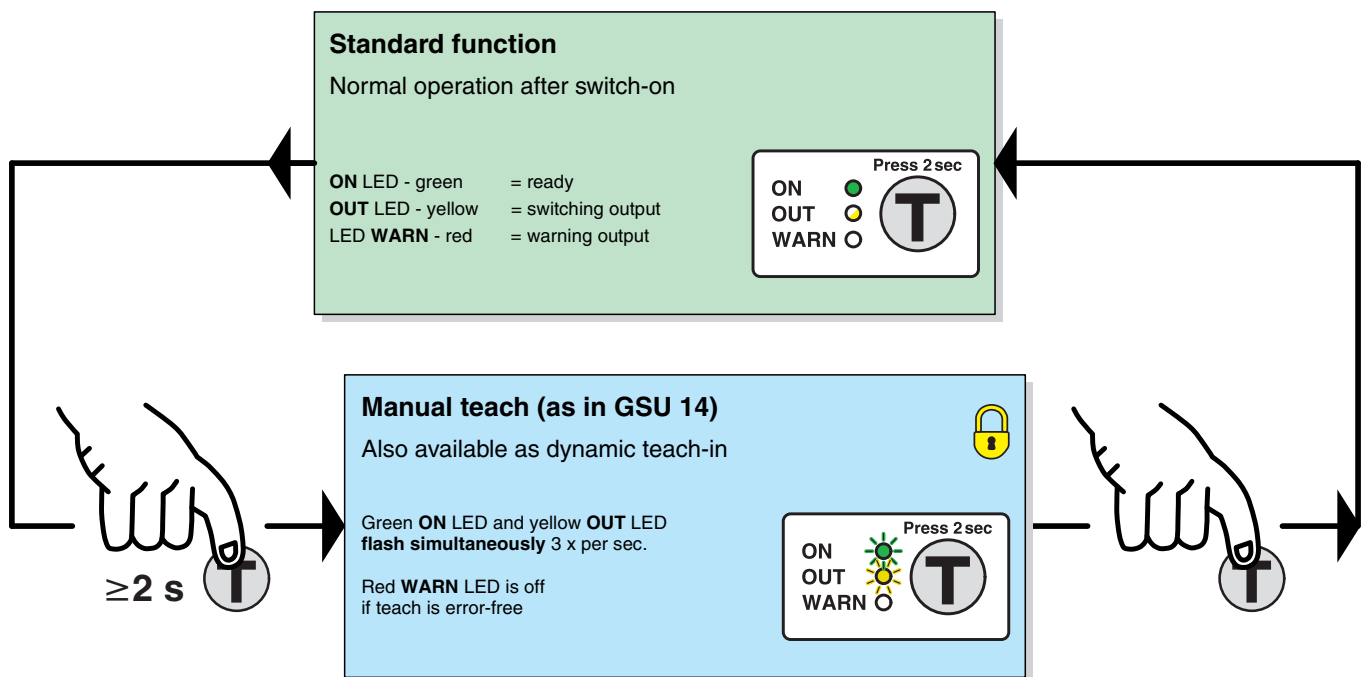 Standard function
Normal operation after switch-on
ON LED - green = ready
OUT LED - yellow = switching output
LED WARN - red = warning output
Press 2 sec
ON
OUT
WARN
T
Manual teach (as in GSU 14)
Also available as dynamic teach-in
Green ON LED and yellow OUT LED
flash simultaneously 3 x per sec.
Red WARN LED is off
if teach is error-free
Press 2 sec
ON
OUT
WARN
T
≥2 s
T
T